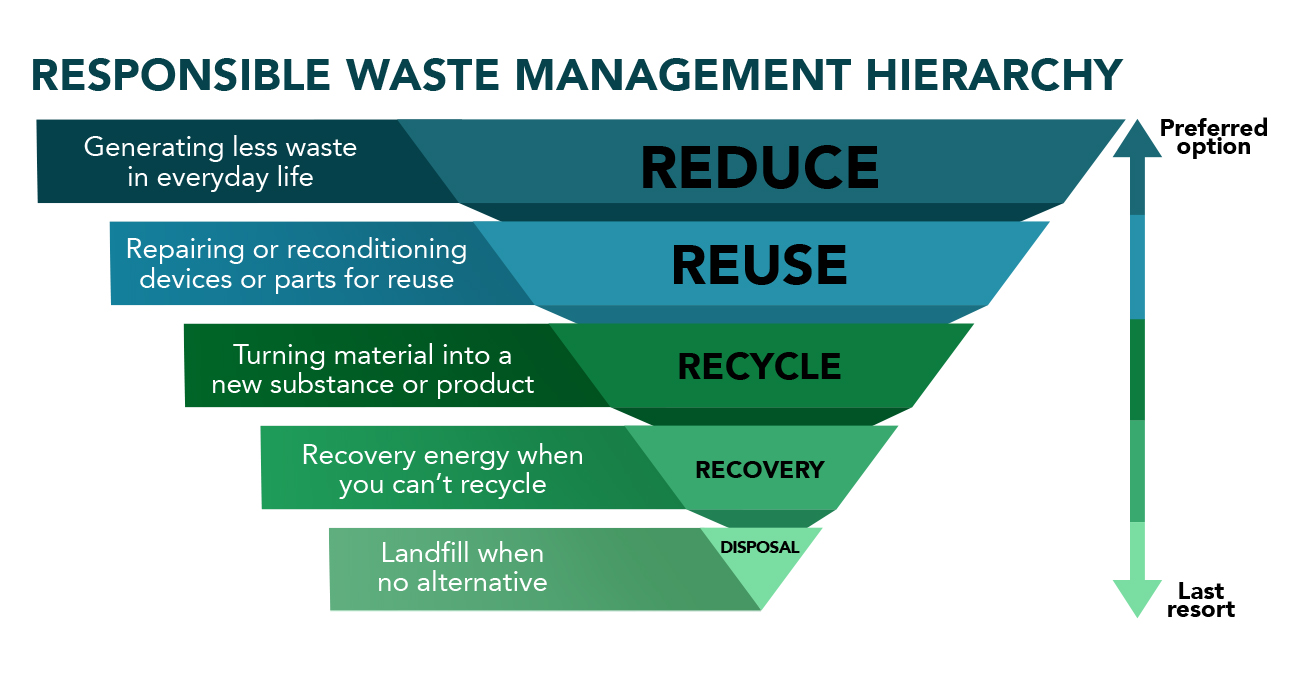 RESPONSIBLE WASTE MANAGEMENT HIERARCHY
Generating less waste
in everyday life
REDUCE
Preferred
option
Repairing or reconditioning
devices or parts for reuse
REUSE
Turning material into a
new substance or product
RECYCLE
Recovery energy when
you can’t recycle
RECOVERY
Landfill when
no alternative
DISPOSAL
Last
resort